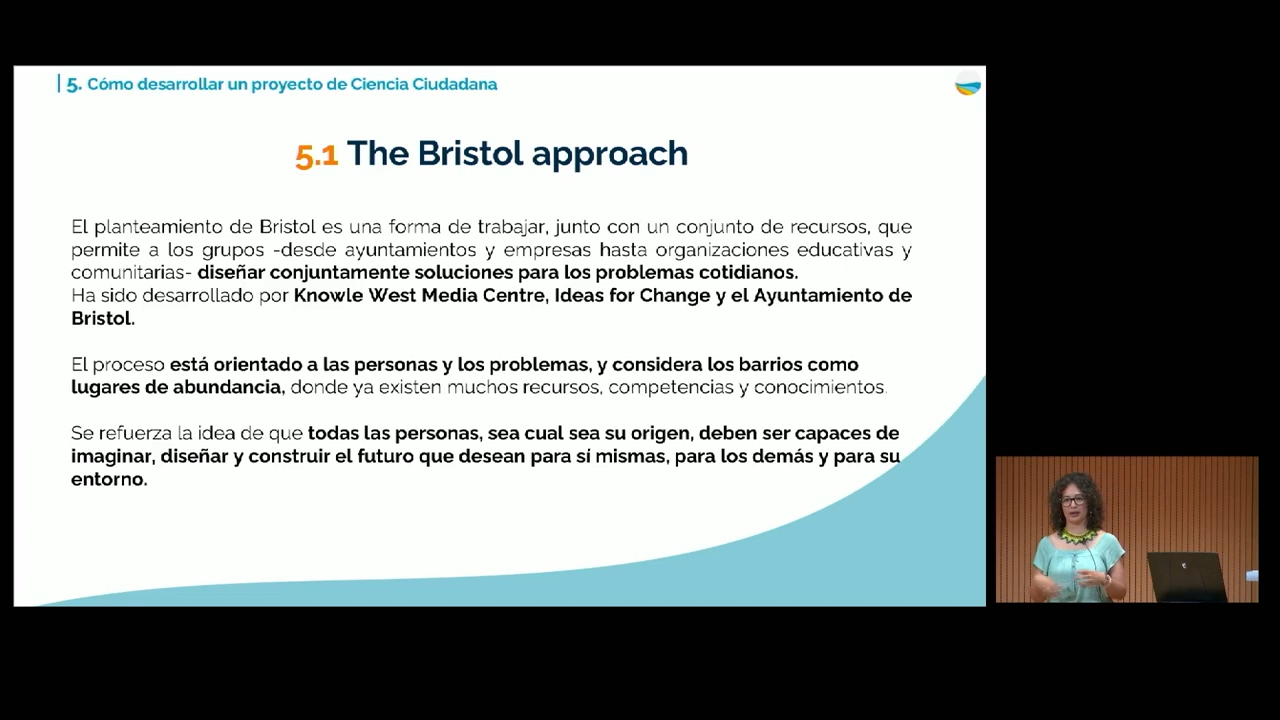 | 5. Cómo desarrollar un proyecto de Ciencia Ciudadana
5.1 The Bristol approach
El planteamiento de Bristol es una forma de trabajar, junto con un conjunto de recursos, que
permite a los grupos -desde ayuntamientos y empresas hasta organizaciones educativas y
comunitarias- diseñar conjuntamente soluciones para los problemas cotidianos.
Ha sido desarrollado por Knowle West Media Centre, Ideas for Change y el Ayuntamiento de
Bristol.
El proceso está orientado a las personas y los problemas, y considera los barrios como
lugares de abundancia, donde ya existen muchos recursos, competencias y conocimientos.
Se refuerza la idea de que todas las personas, sea cual sea su origen, deben ser capaces de
imaginar, diseñar y construir el futuro que desean para sí mismas, para los demás y para su
entorno.